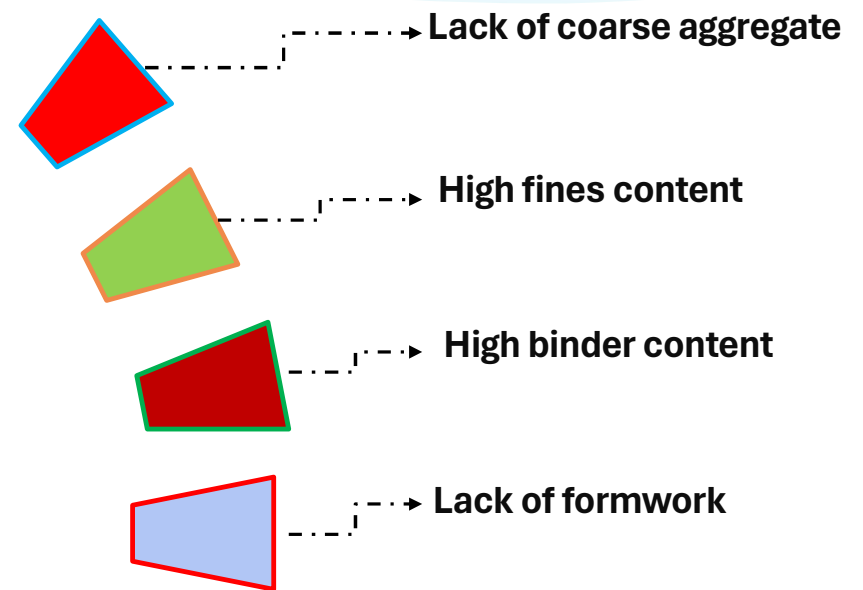 Lack of coarse aggregate
High fines content
High binder content
Lack of formwork